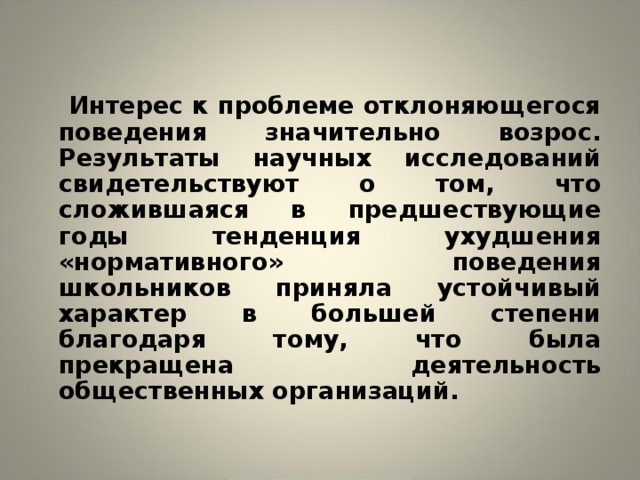 Интерес к проблеме отклоняющегося
поведения значительно возрос.
Результаты научных исследований
свидетельствуют о том, что
сложившаяся в предшествующие
годы тенденция ухудшения
«нормативного» поведения
школьников приняла устойчивый
характер в большей степени
благодаря тому, что была
прекращена деятельность
общественных организаций.